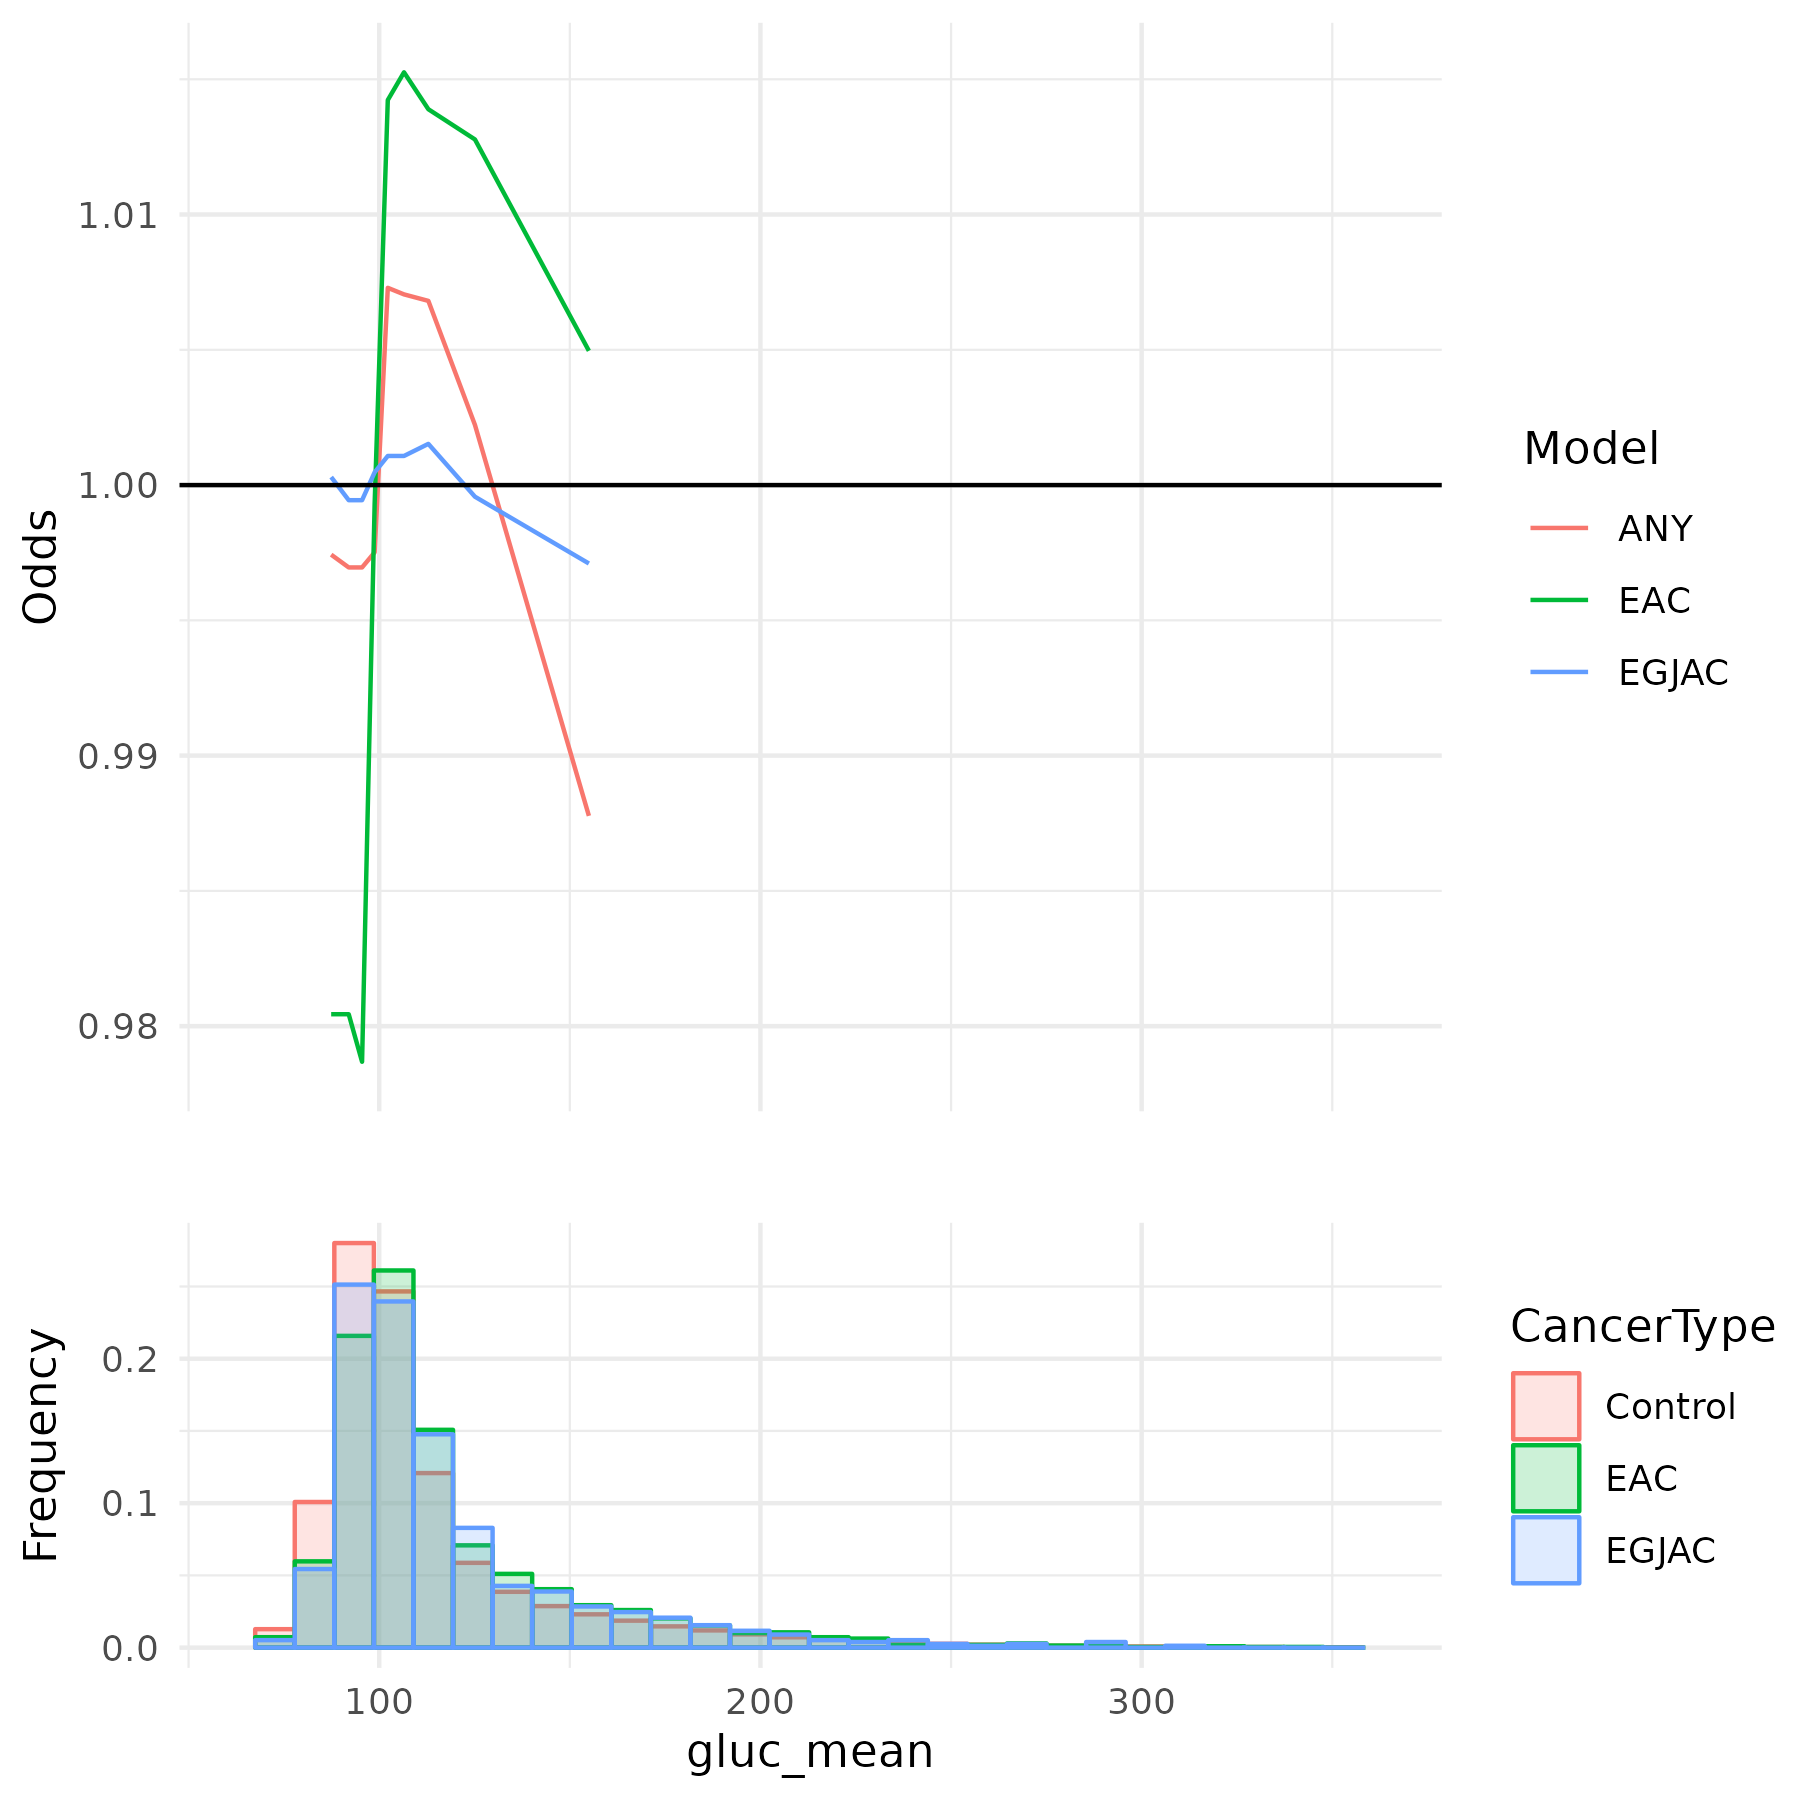 Odds
1.01
1.00
0.99
0.98
Model
ANY
EAC
EGJAC
Frequency
0.2
0.1
0.0
100 200 300
gluc_mean
CancerType
Control
EAC
EGJAC